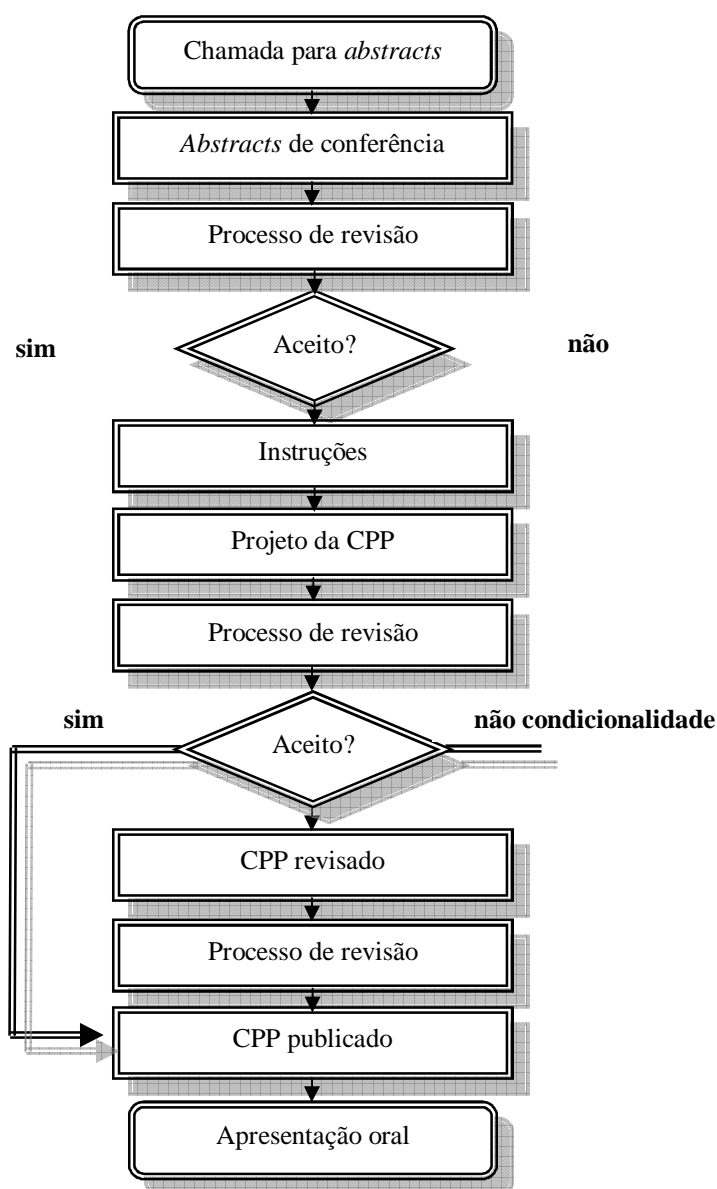 Chamada para abstracts
Abstracts de conferência
Processo de revisão
sim
Aceito?
não
Instruções
Projeto da CPP
Processo de revisão
sim
Aceito?
não condicionalidade
CPP revisado
Processo de revisão
CPP publicado
Apresentação oral